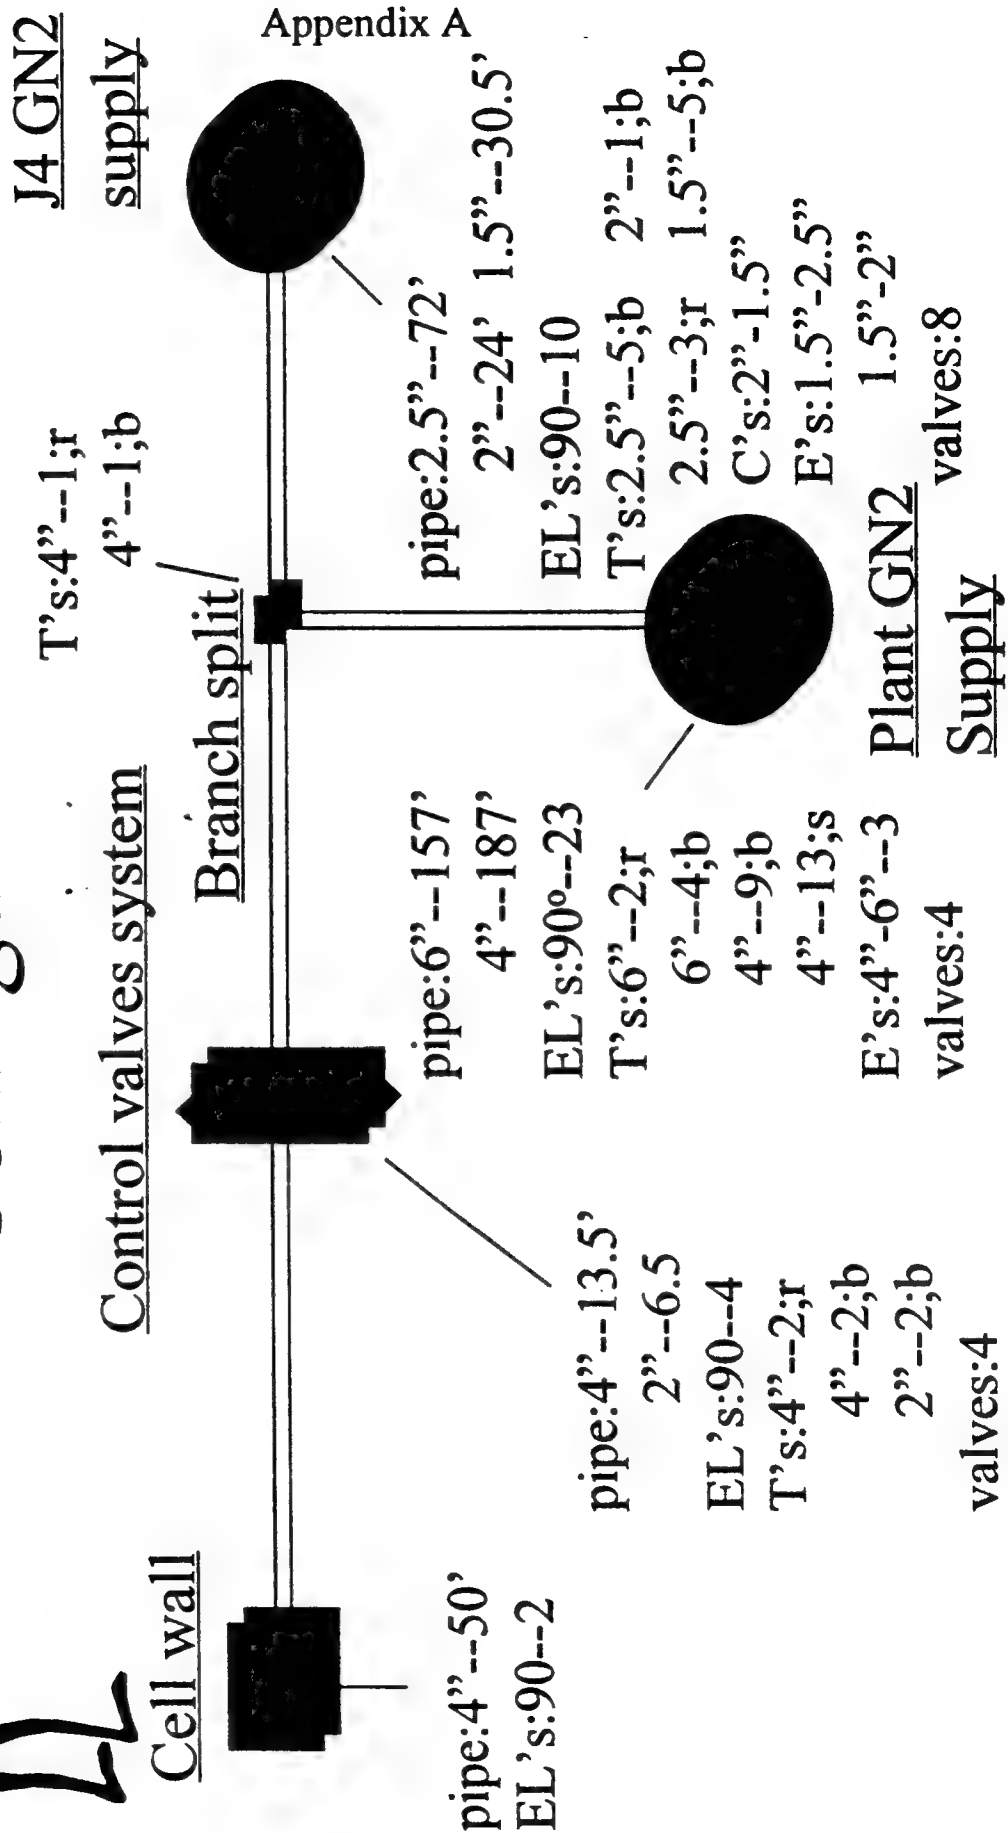 Appendix A
J4 GN2
supply
T's:4”--1;r
4”--1;b
Branch split
Control valves system
Cell wall
pipe:2.5”--72’
2”--24’ 1.5”--30.5’
EL’s:90--10
T’s:2.5”--5;b 2”--1;b
2.5”--3;r 1.5”--5;b
C’s:2”-1.5”
E’s:1.5”-2.5”
1.5”-2”
valves:8
Plant GN2
Supply
pipe:6”--157’
4”--187’
EL’s:90º--23
T’s:6”--2;r
6”--4;b
4”--9;b
4”--13;s
E’s:4”-6”--3
valves:4
pipe:4”--13.5’
2”--6.5
EL’s:90--4
T’s:4”--2;r
4”--2;b
2”--2;b
valves:4
pipe:4”--50’
EL’s:90--2